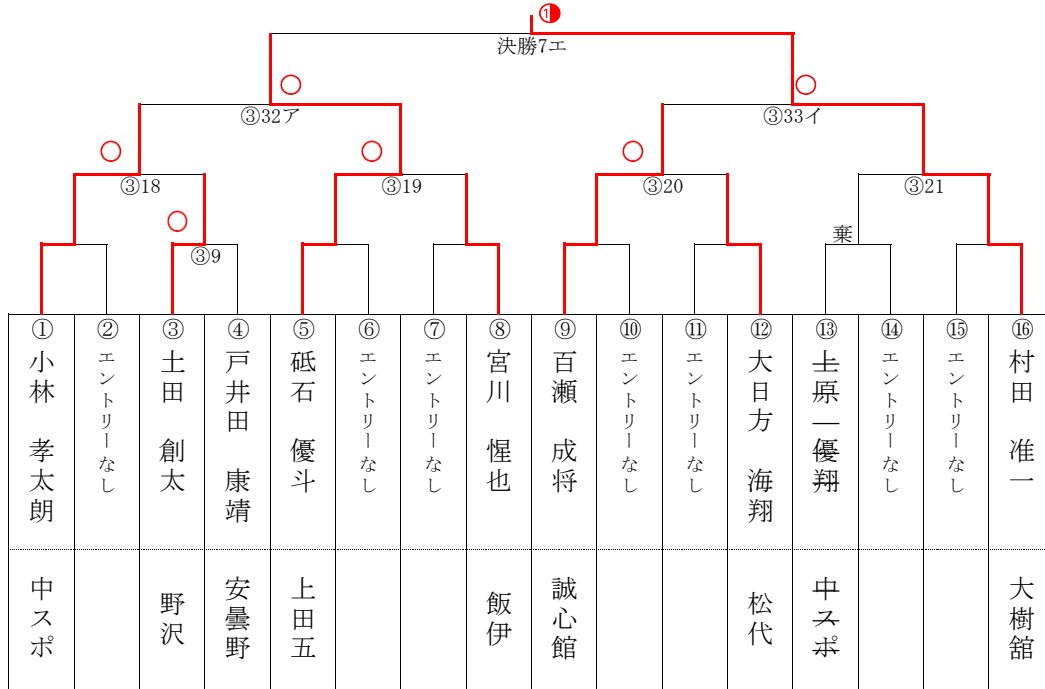 1
決勝7エ
③32ア
③33イ
③18
③19
③20
③21
③9
棄
①
②
③
④
⑤
⑥
⑦
⑧
⑨
⑩
⑪
⑫
⑬
⑭
⑮
⑯
小林 孝太朗
エントリーなし
土田 創太
戸井田 康靖
砥石 優斗
エントリーなし
エントリーなし
宮川 惺也
百瀬 成将
エントリーなし
エントリーなし
大日方 海翔
上原 優翔
エントリーなし
エントリーなし
村田 准一
中スポ
野沢
安曇野
上田五
飯伊
誠心館
松代
中スポ
大樹舘